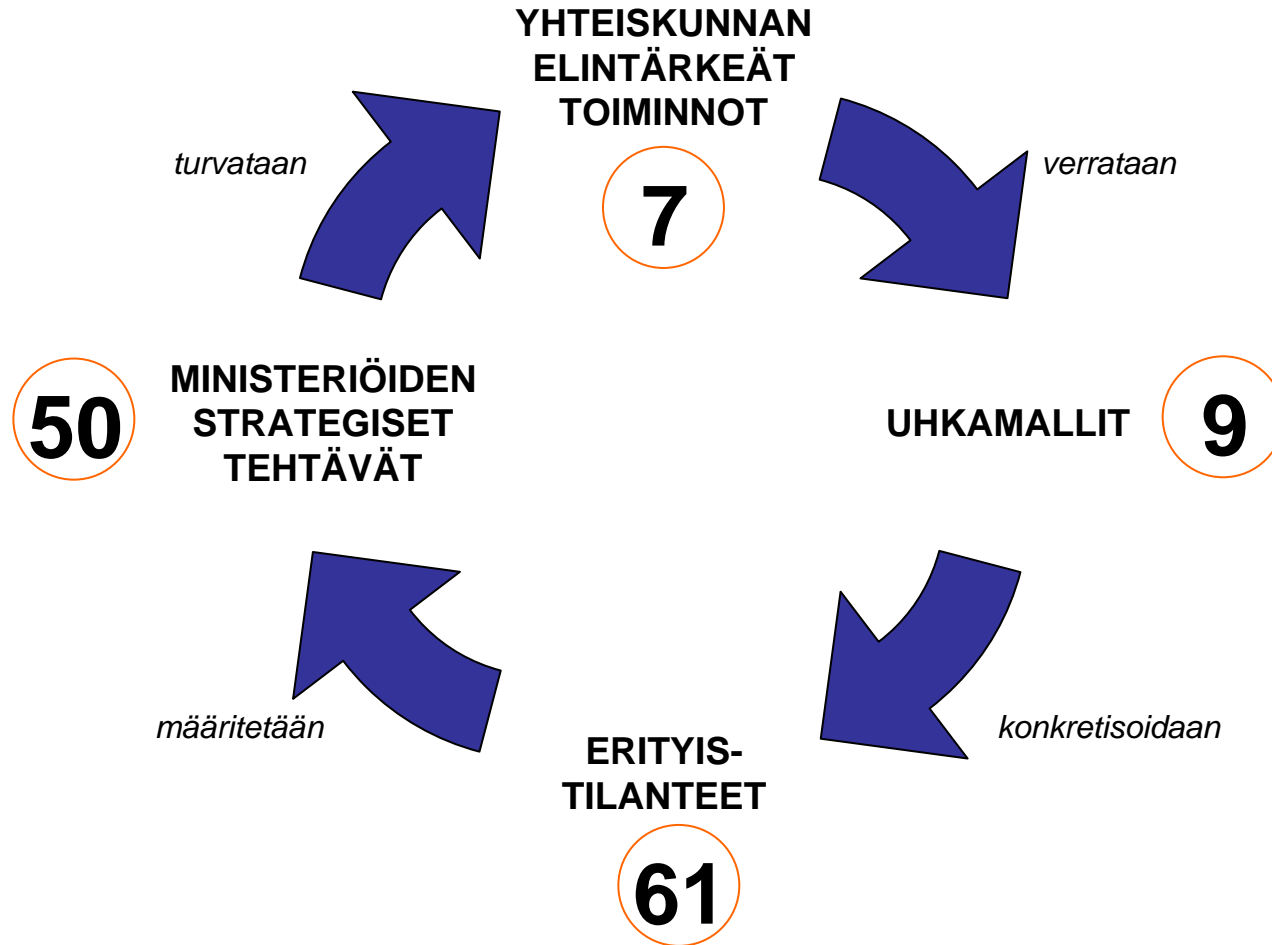 YHTEISKUNNAN
ELINTÄRKEÄT
TOIMINNOT
7
turvataan
verrataan
50
MINISTERIÖIDEN
STRATEGISET
TEHTÄVÄT
UHKAMALLIT
9
määritetään
konkretisoidaan
ERITYIS-
TILANTEET
61